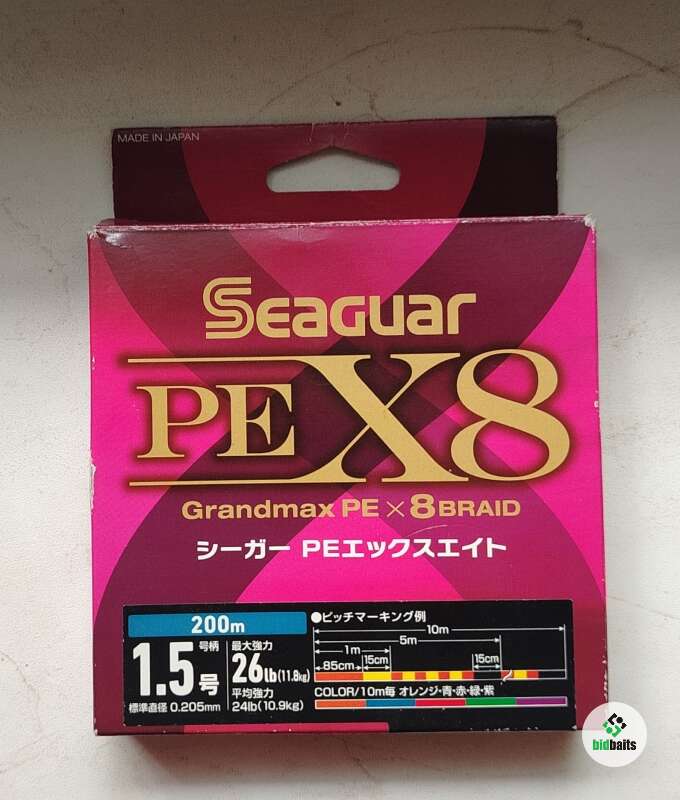 MADE IN JAPAN
Seaguar
PE X8
Grandmax PE × 8 BRAID
シーガー PEエックスエイト
200m
1.5号
号柄
標準直径 0.205mm
最大強力
26lb(11.8kg)
平均強力
24lb(10.9kg)
●ピッチマーキング例
10m
5m
1m
85cm
15cm
15cm
COLOR/10m毎 オレンジ・青・赤・緑・紫
bidbaits